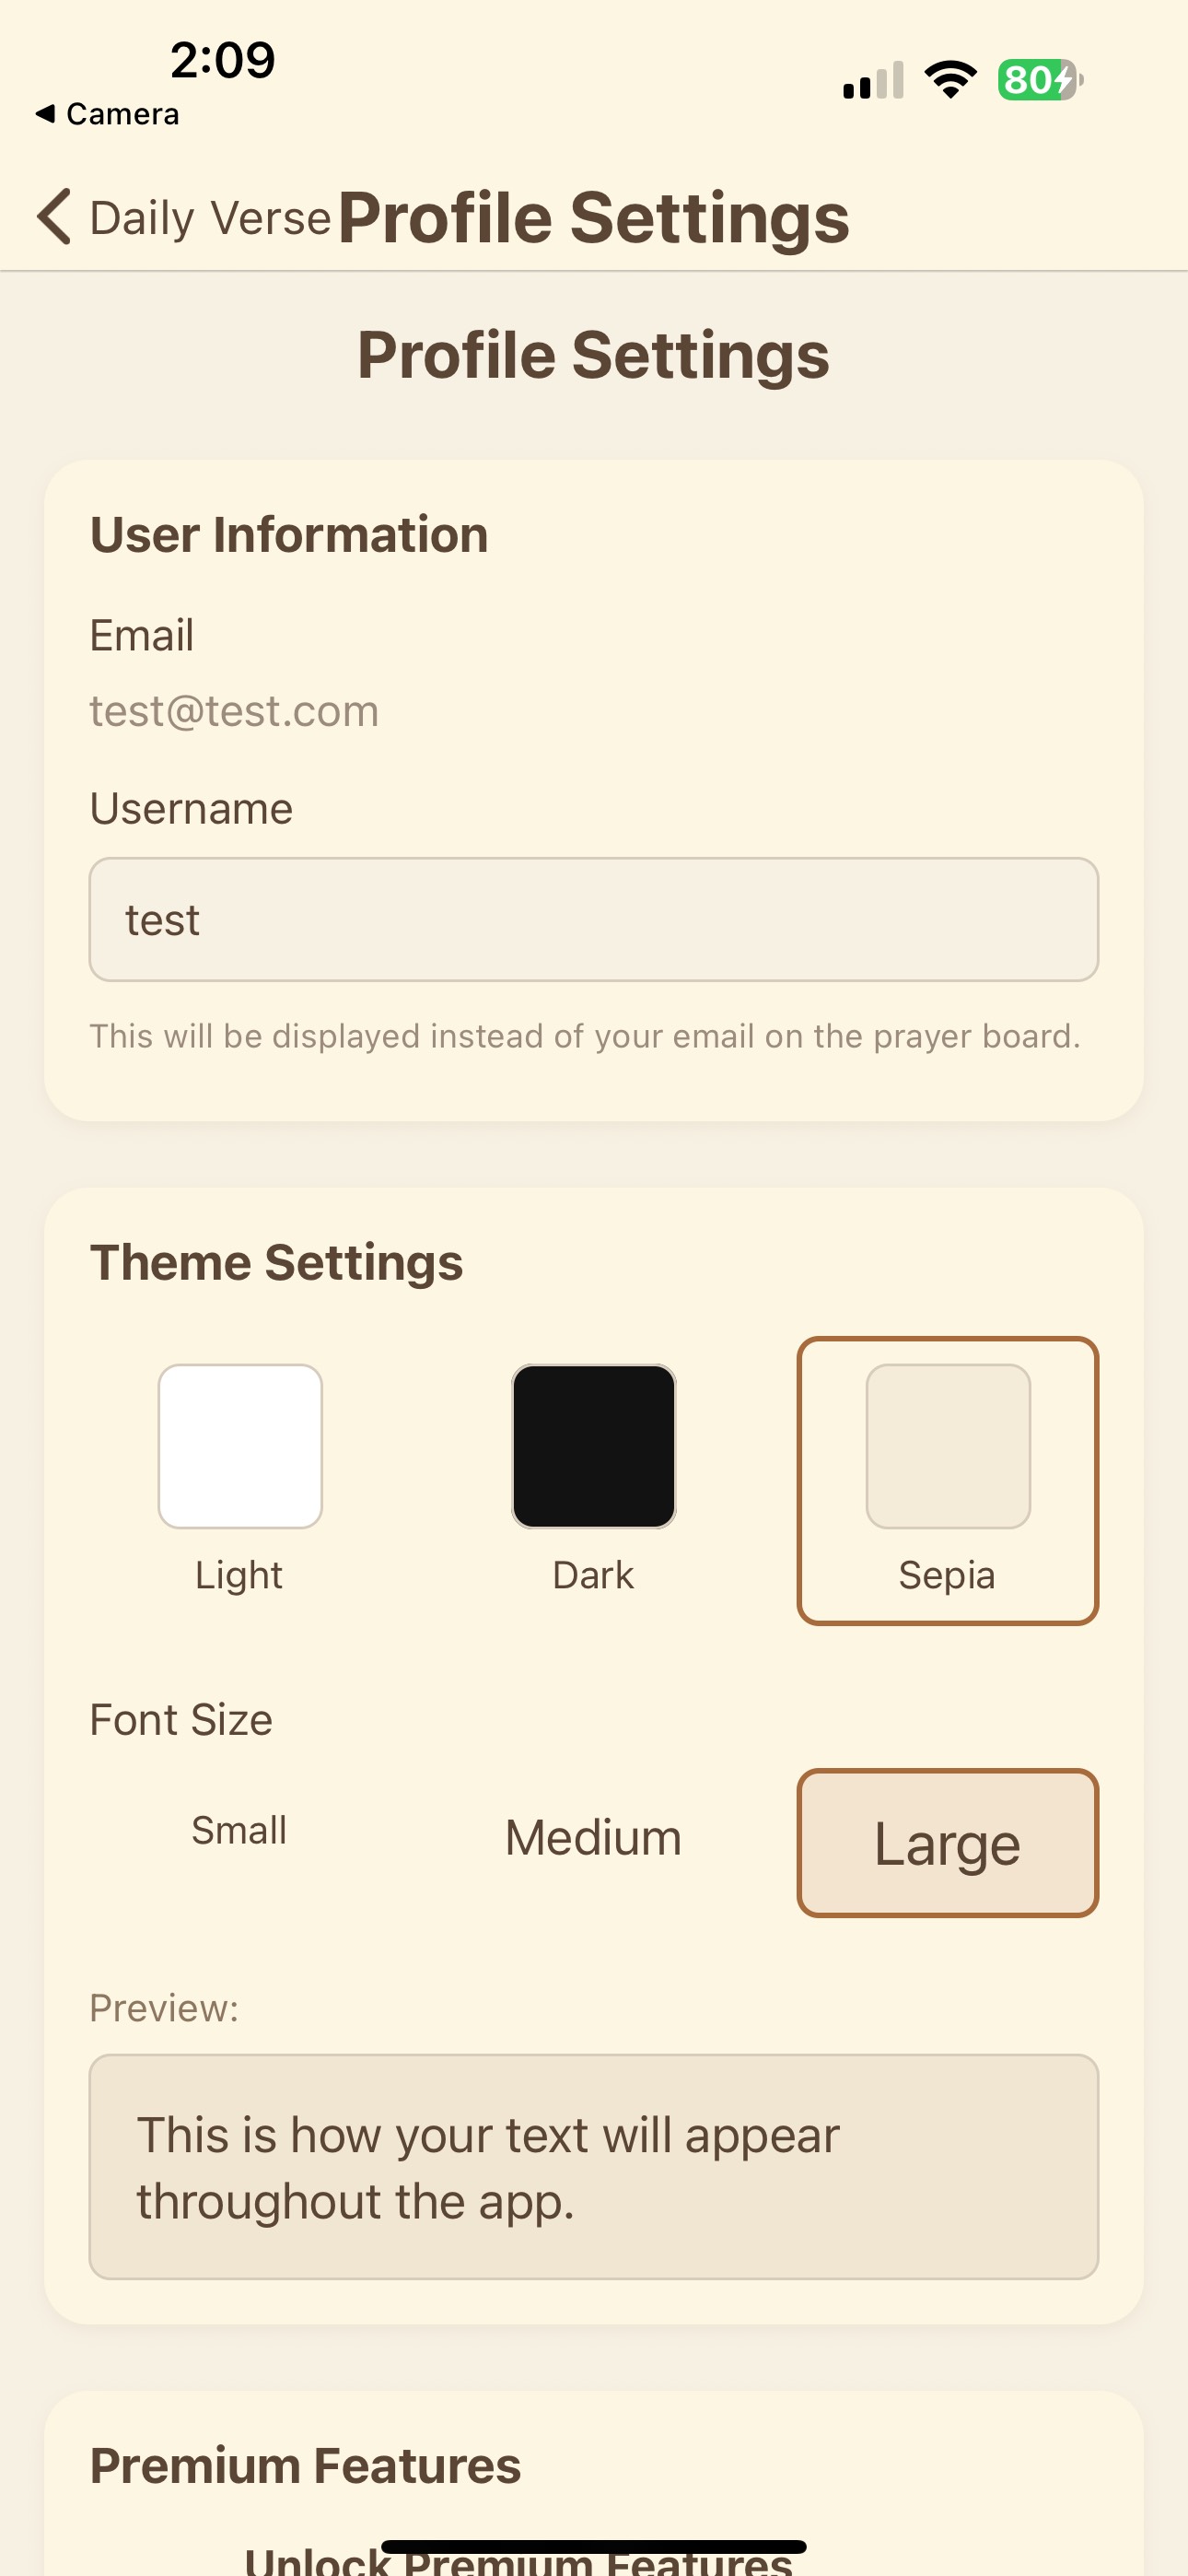 2:09
80
◀ Camera
Daily Verse Profile Settings
Profile Settings
User Information
Email
test@test.com
Username
test
This will be displayed instead of your email on the prayer board.
Theme Settings
Light Dark Sepia
Font Size
Small Medium Large
Preview:
This is how your text will appear
throughout the app.
Premium Features
Unlock Premium Features